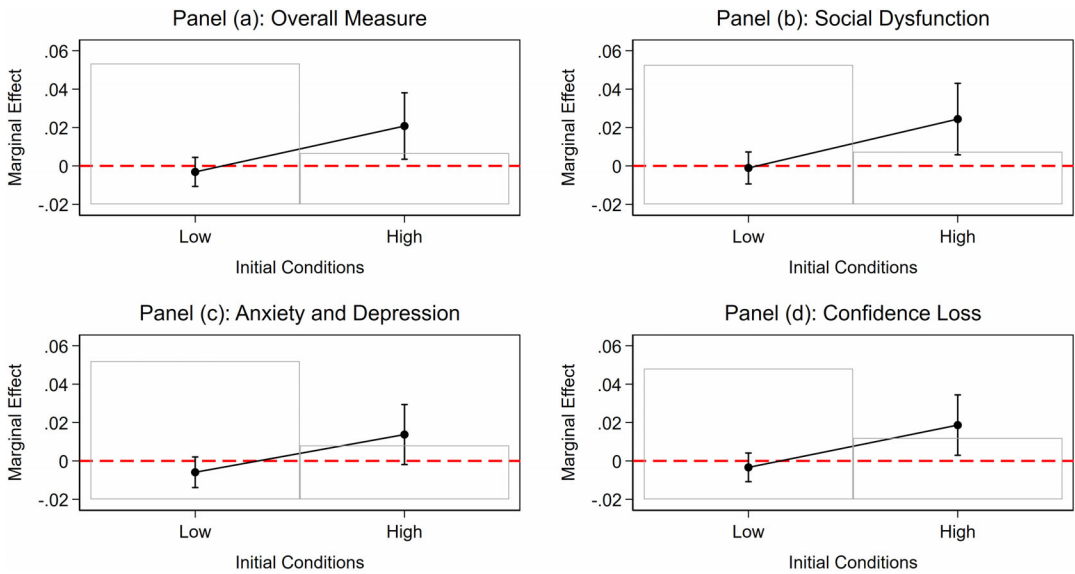 Panel (a): Overall Measure
Marginal Effect
.06
.04
.02
0
-.02
Low
High
Initial Conditions
Panel (b): Social Dysfunction
Marginal Effect
.06
.04
.02
0
-.02
Low
High
Initial Conditions
Panel (c): Anxiety and Depression
Marginal Effect
.06
.04
.02
0
-.02
Low
High
Initial Conditions
Panel (d): Confidence Loss
Marginal Effect
.06
.04
.02
0
-.02
Low
High
Initial Conditions